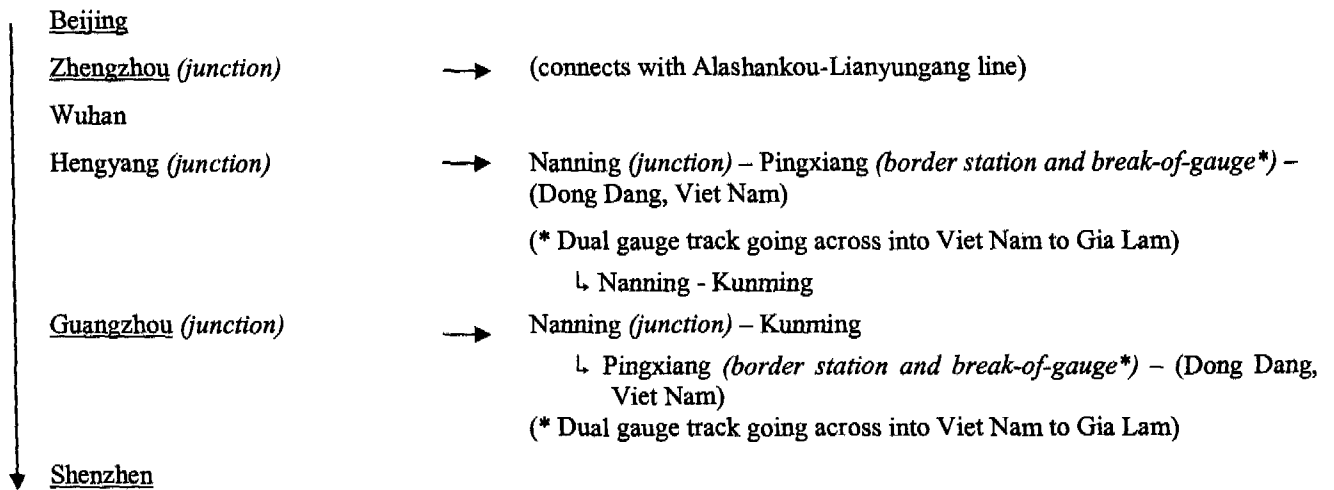 Beijing
Zhengzhou (junction) → (connects with Alashankou-Lianyungang line)
Wuhan
Hengyang (junction) → Nanning (junction) – Pingxiang (border station and break-of-gauge*) –
(Dong Dang, Viet Nam)
(* Dual gauge track going across into Viet Nam to Gia Lam)
↳ Nanning - Kunming
Guangzhou (junction) → Nanning (junction) – Kunming
↳ Pingxiang (border station and break-of-gauge*) – (Dong Dang,
Viet Nam)
(* Dual gauge track going across into Viet Nam to Gia Lam)
Shenzhen